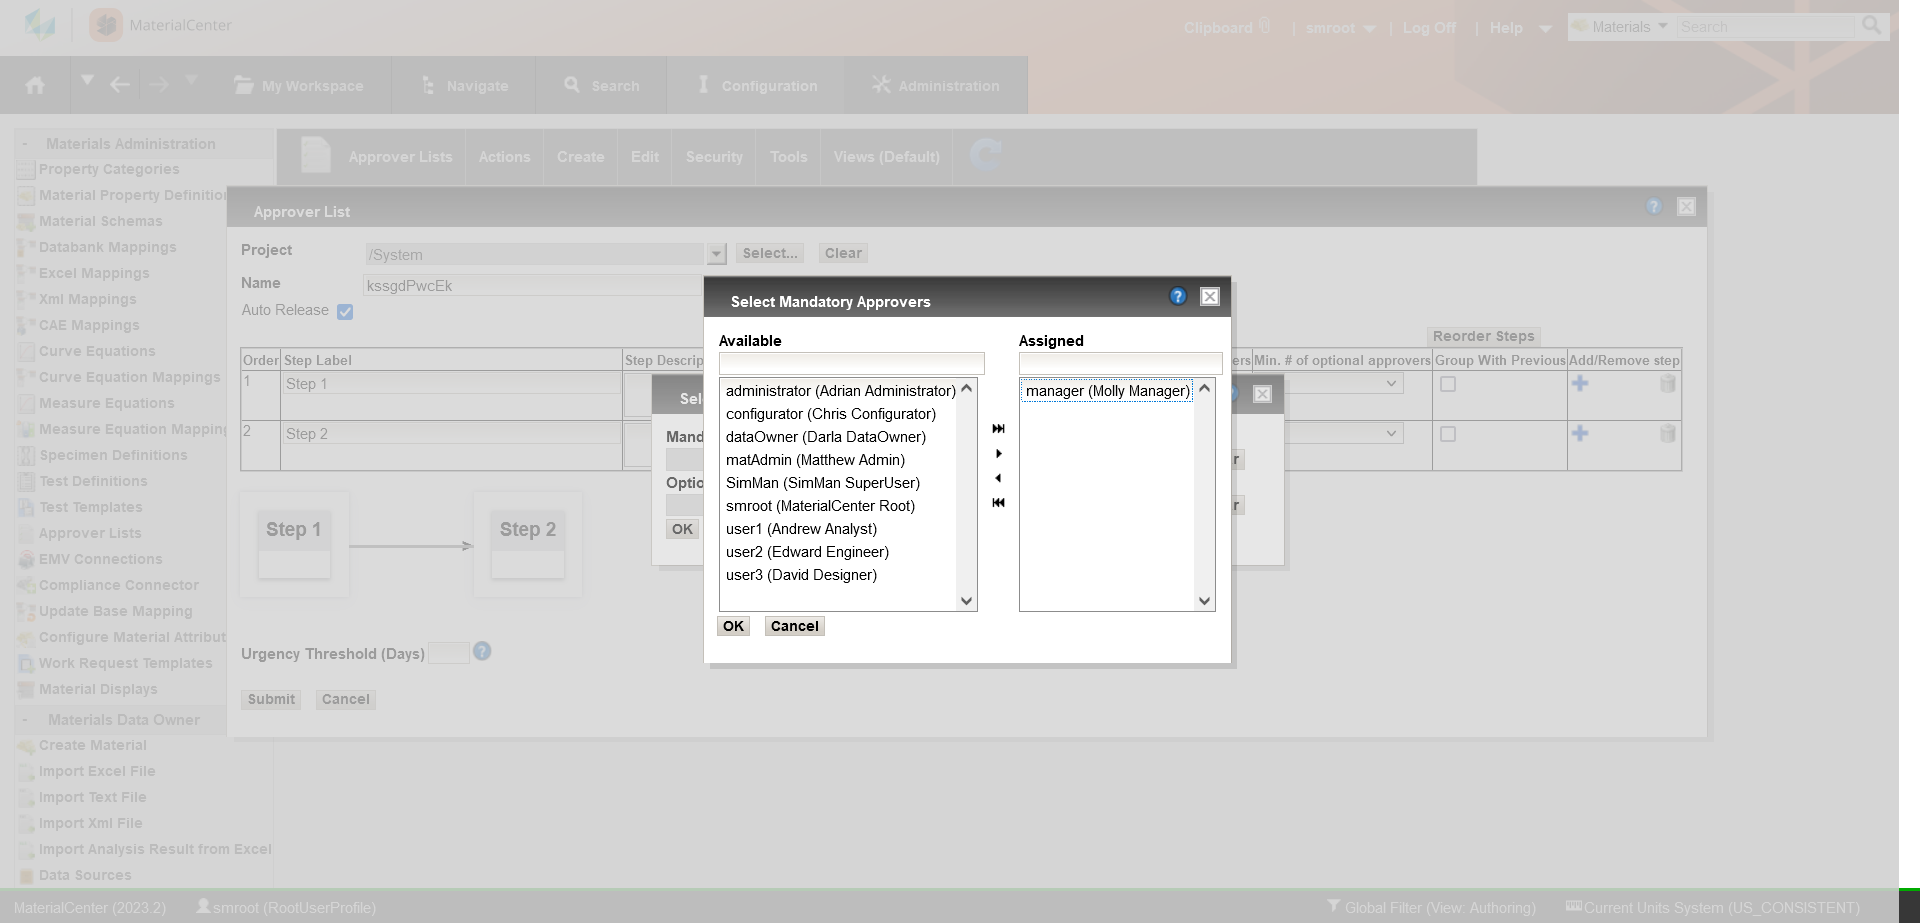 MaterialCenter
Clipboard | smroot | Log Off | Help Materials Search
My Workspace Navigate Search Configuration Administration
- Materials Administration
Property Categories
Material Property Definition
Material Schemas
Databank Mappings
Excel Mappings
Xml Mappings
CAE Mappings
Curve Equations
Curve Equation Mappings
Measure Equations
Measure Equation Mapping
Specimen Definitions
Test Definitions
Test Templates
Approver Lists
EMV Connections
Compliance Connector
Update Base Mapping
Configure Material Attribut
Work Request Templates
Material Displays
- Materials Data Owner
Create Material
Import Excel File
Import Text File
Import Xml File
Import Analysis Result from Excel
Data Sources
Approver Lists Actions Create Edit Security Tools Views (Default)
Approver List ?
Project /System Select... Clear
Name kssgdPwcEk
Auto Release
Reorder Steps
Order Step Label Step Descrip ers Min. # of optional approvers Group With Previous Add/Remove step
1 Step 1
2 Step 2
Step 1 Step 2
Urgency Threshold (Days) ?
Submit Cancel
Sel
Mand
r
Optio
r
OK
Select Mandatory Approvers ?
Available Assigned
administrator (Adrian Administrator)
configurator (Chris Configurator)
dataOwner (Darla DataOwner)
matAdmin (Matthew Admin)
SimMan (SimMan SuperUser)
smroot (MaterialCenter Root)
user1 (Andrew Analyst)
user2 (Edward Engineer)
user3 (David Designer)
manager (Molly Manager)
OK Cancel
MaterialCenter (2023.2) smroot (RootUserProfile) Global Filter (View: Authoring) Current Units System (US_CONSISTENT)